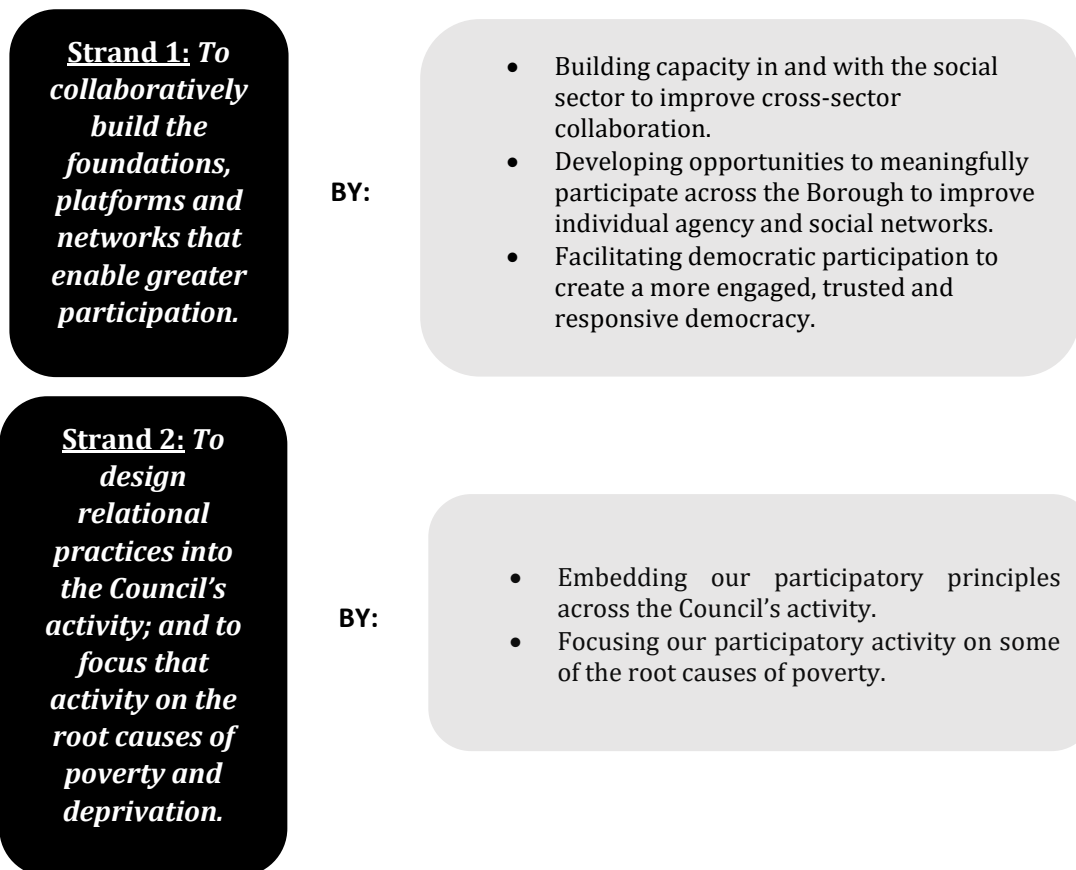 Strand 1: To
collaboratively
build the
foundations,
platforms and
networks that
enable greater
participation.
BY:
• Building capacity in and with the social
sector to improve cross-sector
collaboration.
• Developing opportunities to meaningfully
participate across the Borough to improve
individual agency and social networks.
• Facilitating democratic participation to
create a more engaged, trusted and
responsive democracy.
Strand 2: To
design
relational
practices into
the Council’s
activity; and to
focus that
activity on the
root causes of
poverty and
deprivation.
BY:
• Embedding our participatory principles
across the Council’s activity.
• Focusing our participatory activity on some
of the root causes of poverty.